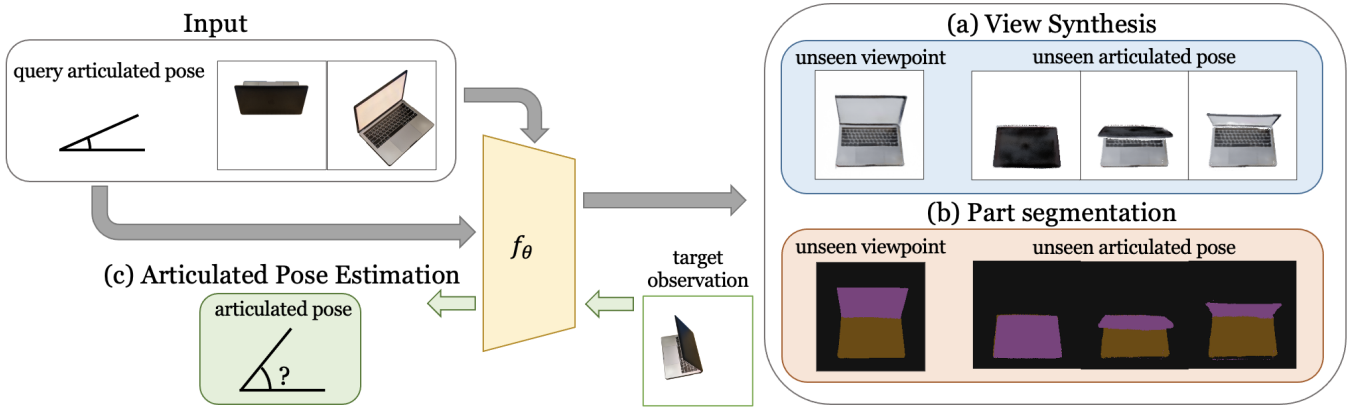 Input
query articulated pose
(a) View Synthesis
unseen viewpoint
unseen articulated pose
(b) Part segmentation
unseen viewpoint
unseen articulated pose
fθ
(c) Articulated Pose Estimation
articulated pose
?
target
observation